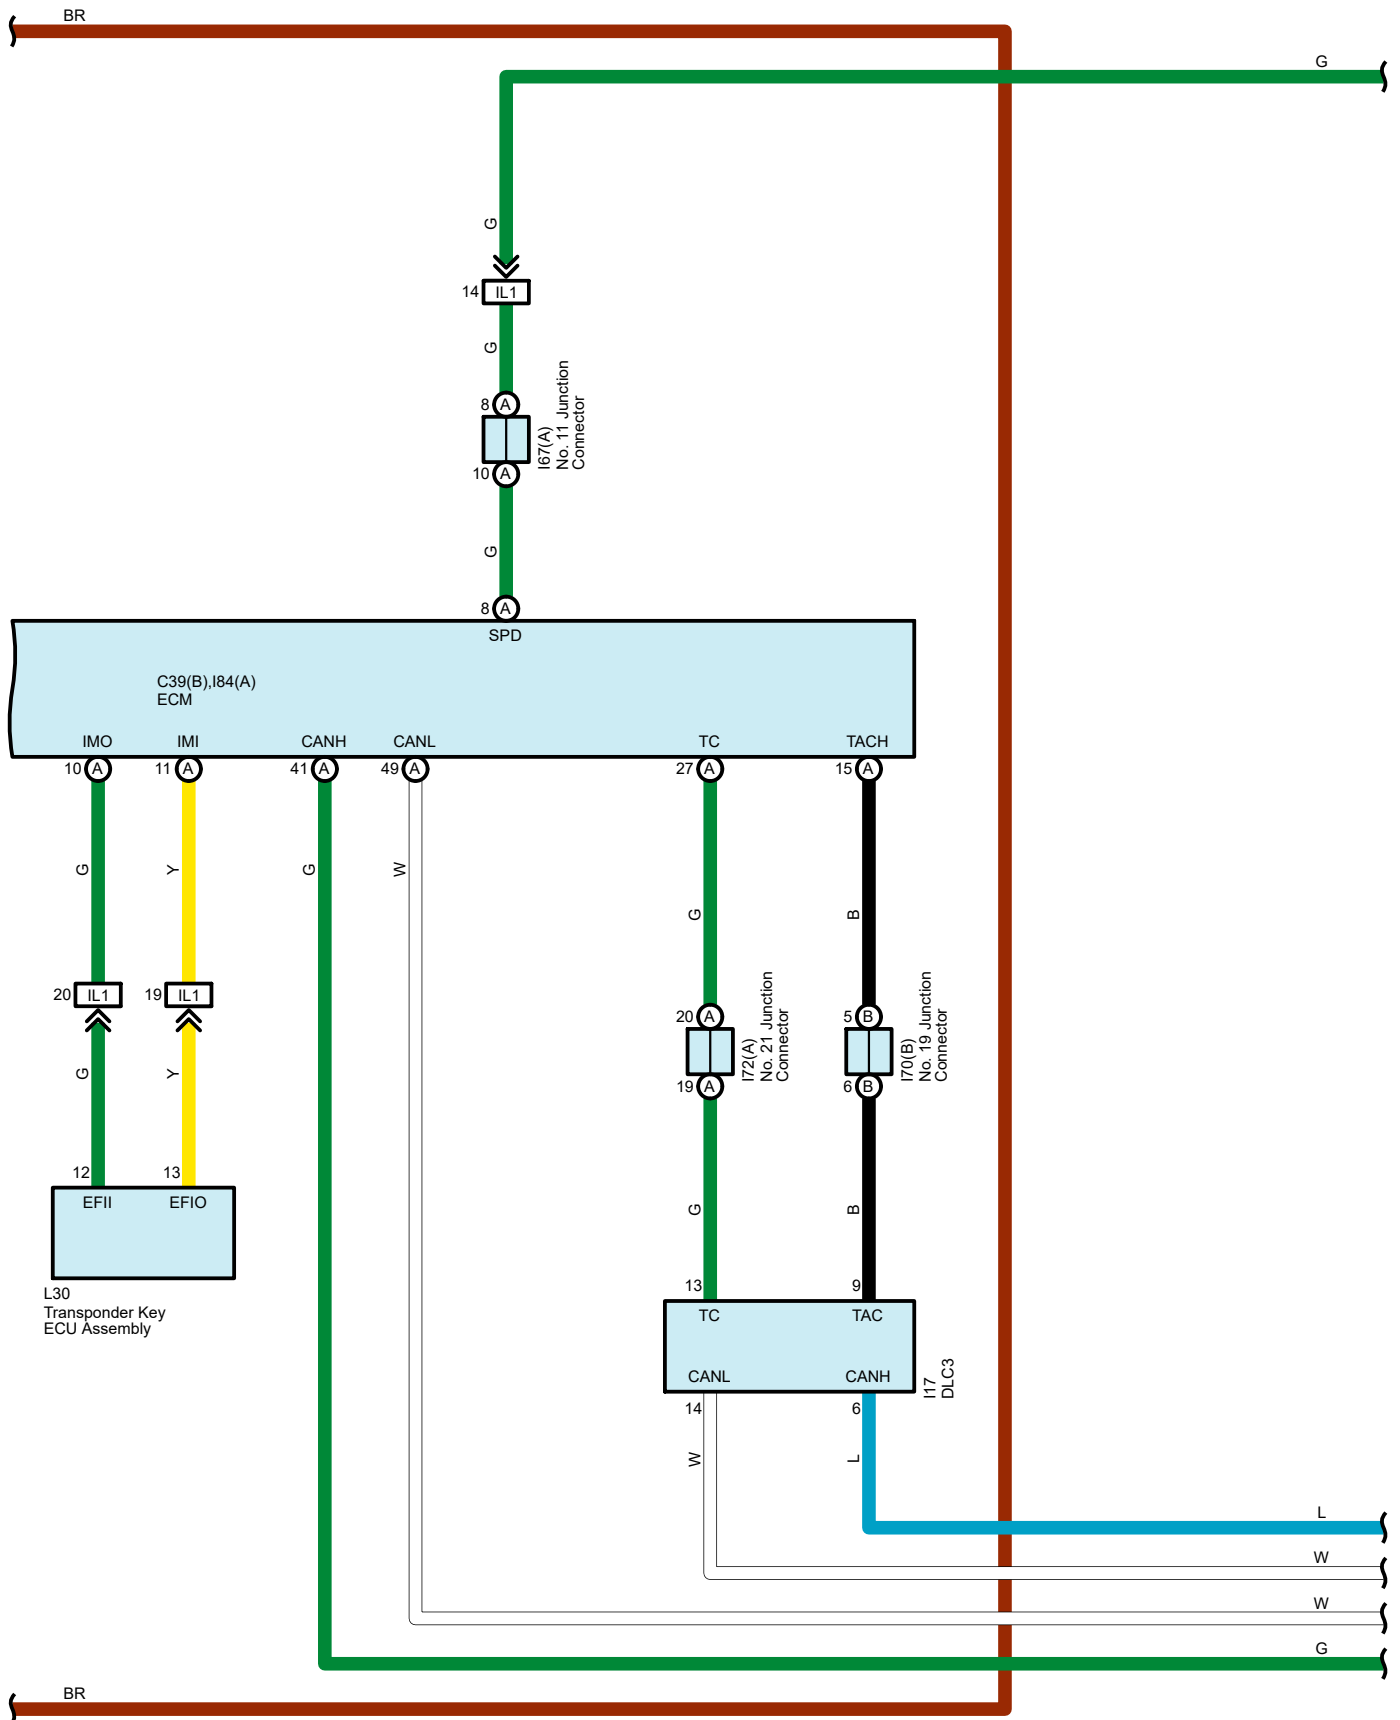 BR
G
G
14 IL1
G
8 A
I67(A)
No. 11 Junction
Connector
10 A
G
8 A
SPD
C39(B),I84(A)
ECM
IMO IMI CANH CANL TC TACH
10 A 11 A 41 A 49 A 27 A 15 A
G Y G W
G B
20 IL1 19 IL1
20 A 5 B
I72(A)
No. 21 Junction
Connector
I70(B)
No. 19 Junction
Connector
G Y
19 A 6 B
12 13
EFII EFIO
G B
L30
Transponder Key
ECU Assembly
13 9
TC TAC
CANL CANH
I17
DLC3
14 6
W L
L
W
W
G
BR